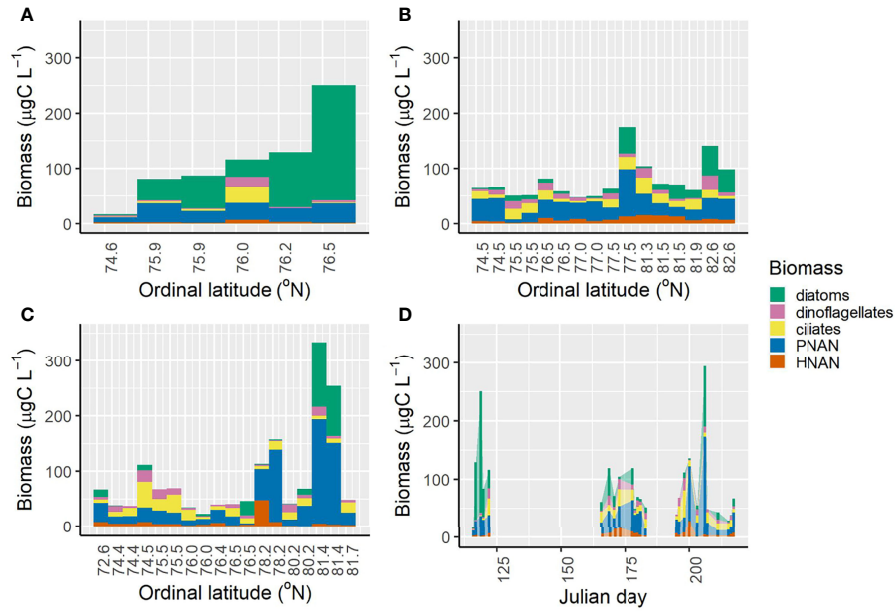 A
Biomass (µgC L⁻¹)
300
200
100
0
74.6 75.9 75.9 76.0 76.2 76.5
Ordinal latitude (°N)
B
Biomass (µgC L⁻¹)
300
200
100
0
74.5 74.5 75.5 75.5 76.5 76.5 77.0 77.0 77.5 77.5 81.3 81.5 81.5 81.9 82.6 82.6
Ordinal latitude (°N)
C
Biomass (µgC L⁻¹)
300
200
100
0
72.6 74.4 74.4 74.5 75.5 75.5 76.0 76.0 76.4 76.5 76.5 78.2 78.2 80.2 80.2 81.4 81.4 81.7
Ordinal latitude (°N)
D
Biomass (µgC L⁻¹)
300
200
100
0
125 150 175 200
Julian day
Biomass
diatoms
dinoflagellates
ciliates
PNAN
HNAN